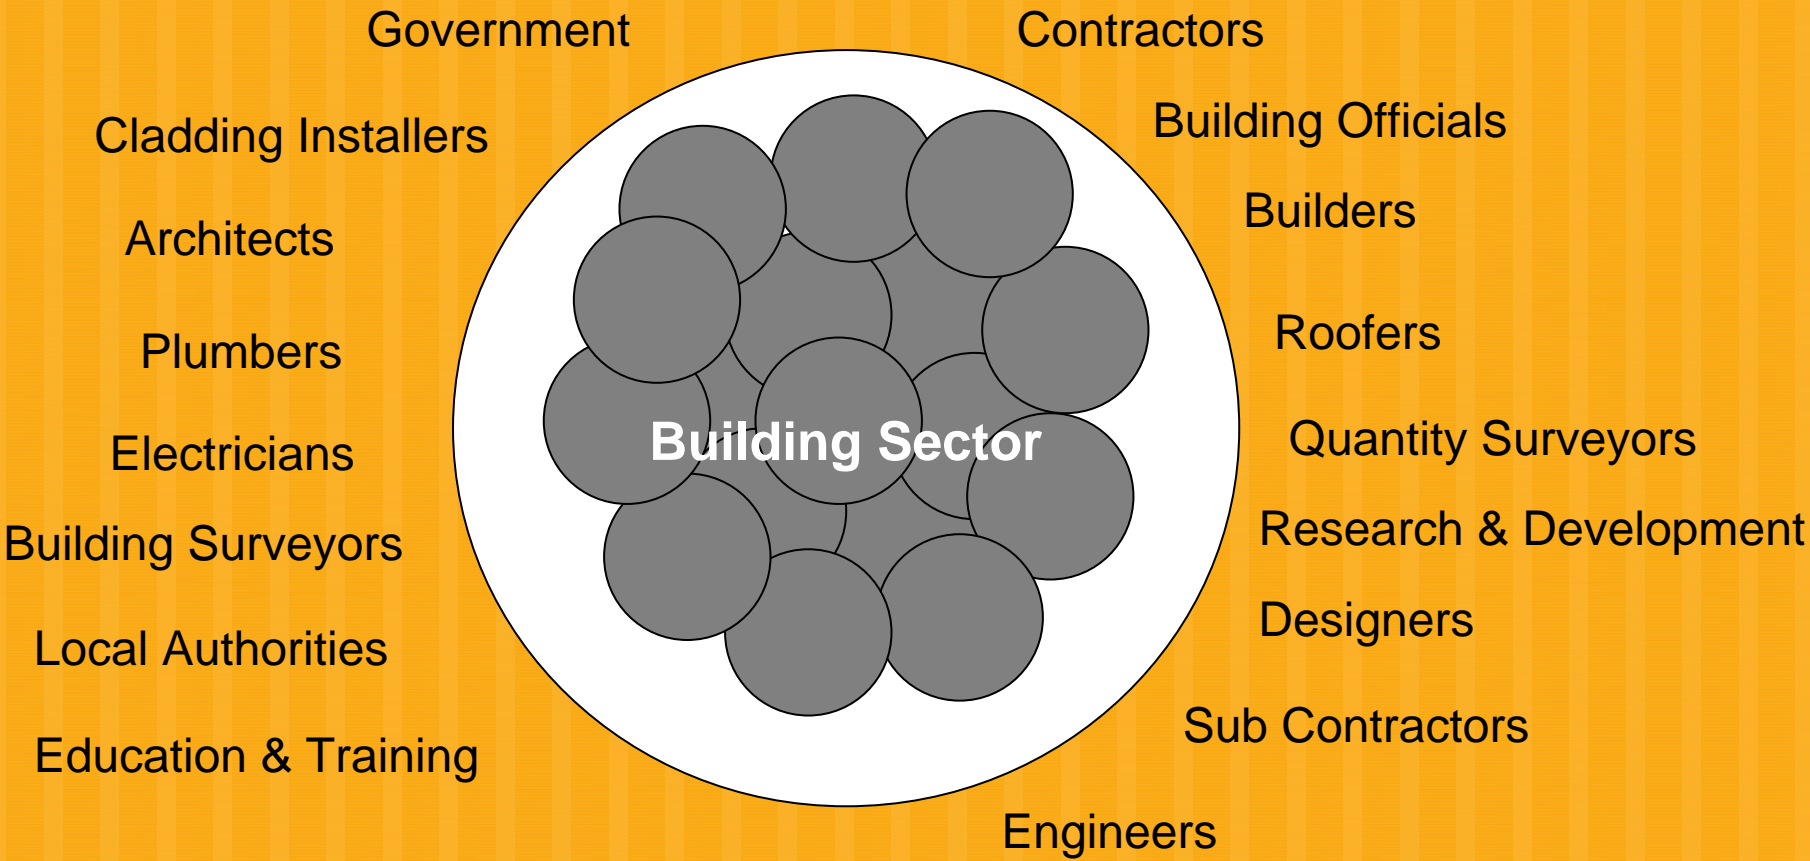 Government
Contractors
Cladding Installers
Building Officials
Architects
Builders
Plumbers
Roofers
Electricians
Building Sector
Quantity Surveyors
Building Surveyors
Research & Development
Local Authorities
Designers
Education & Training
Sub Contractors
Engineers